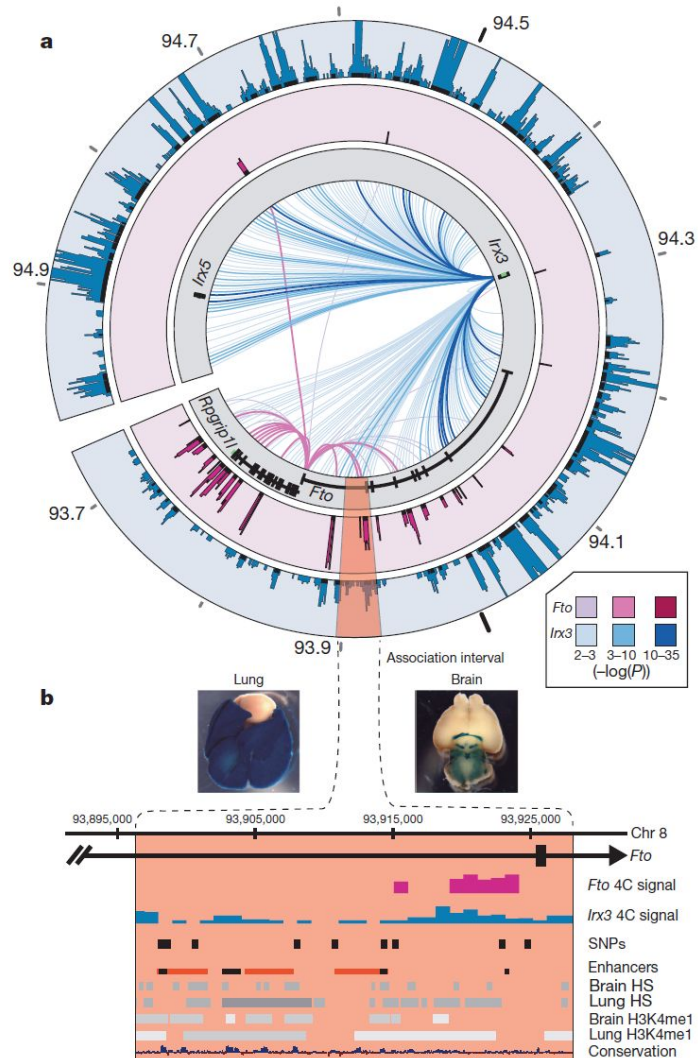 a
94.5
94.7
94.3
94.9
Irx5
Irx3
Rpgrip1l
Fto
93.7
94.1
93.9
Fto
Irx3
2–3 3–10 10–35
(–log(P))
Association interval
b
Lung Brain
93,895,000 93,905,000 93,915,000 93,925,000
Chr 8
Fto
Fto 4C signal
Irx3 4C signal
SNPs
Enhancers
Brain HS
Lung HS
Brain H3K4me1
Lung H3K4me1
Conservation